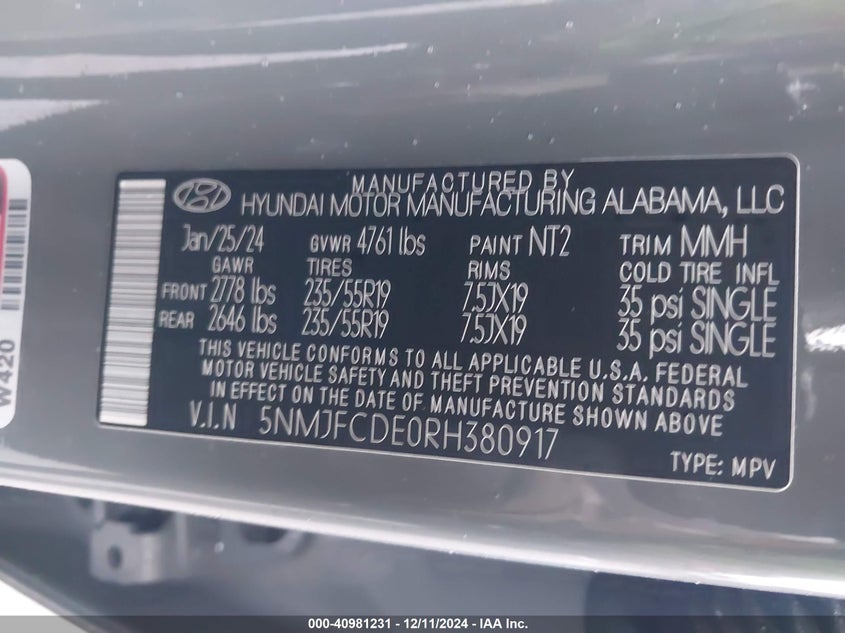 MANUFACTURED BY
HYUNDAI MOTOR MANUFACTURING ALABAMA, LLC
Jan/25/24 GVWR 4761 lbs PAINT NT2 TRIM MMH
GAWR TIRES RIMS COLD TIRE INFL
FRONT 2778 lbs 235/55R19 7.5JX19 35 psi SINGLE
REAR 2646 lbs 235/55R19 7.5JX19 35 psi SINGLE
THIS VEHICLE CONFORMS TO ALL APPLICABLE U.S.A. FEDERAL
MOTOR VEHICLE SAFETY AND THEFT PREVENTION STANDARDS
IN EFFECT ON THE DATE OF MANUFACTURE SHOWN ABOVE
V.I.N 5NMJFCDE0RH380917
TYPE: MPV
W420
000-40981231 - 12/11/2024 - IAA Inc.